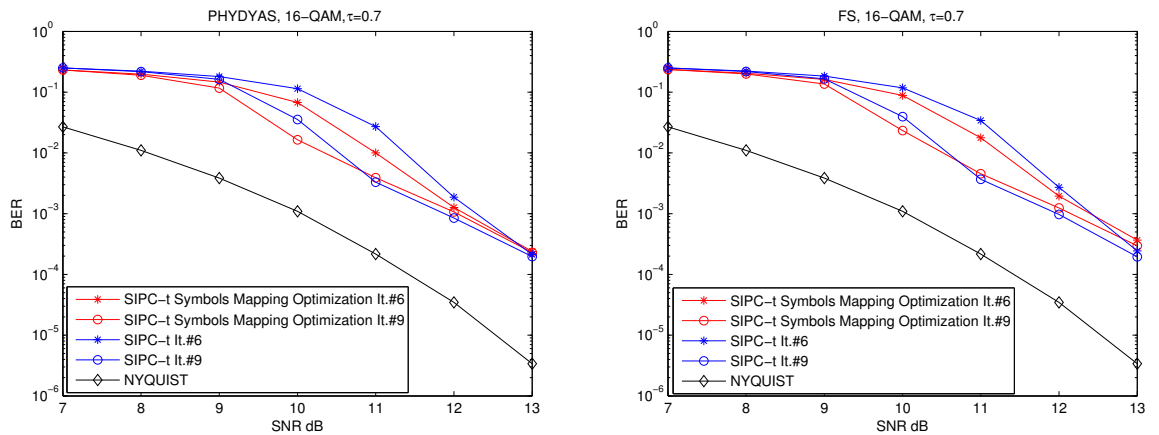 PHYDYAS, 16−QAM,τ=0.7
10^0
10^−1
10^−2
10^−3
10^−4
10^−5
10^−6
BER
SIPC−t Symbols Mapping Optimization It.#6
SIPC−t Symbols Mapping Optimization It.#9
SIPC−t It.#6
SIPC−t It.#9
NYQUIST
7 8 9 10 11 12 13
SNR dB
FS, 16−QAM,τ=0.7
10^0
10^−1
10^−2
10^−3
10^−4
10^−5
10^−6
BER
SIPC−t Symbols Mapping Optimization It.#6
SIPC−t Symbols Mapping Optimization It.#9
SIPC−t It.#6
SIPC−t It.#9
NYQUIST
7 8 9 10 11 12 13
SNR dB